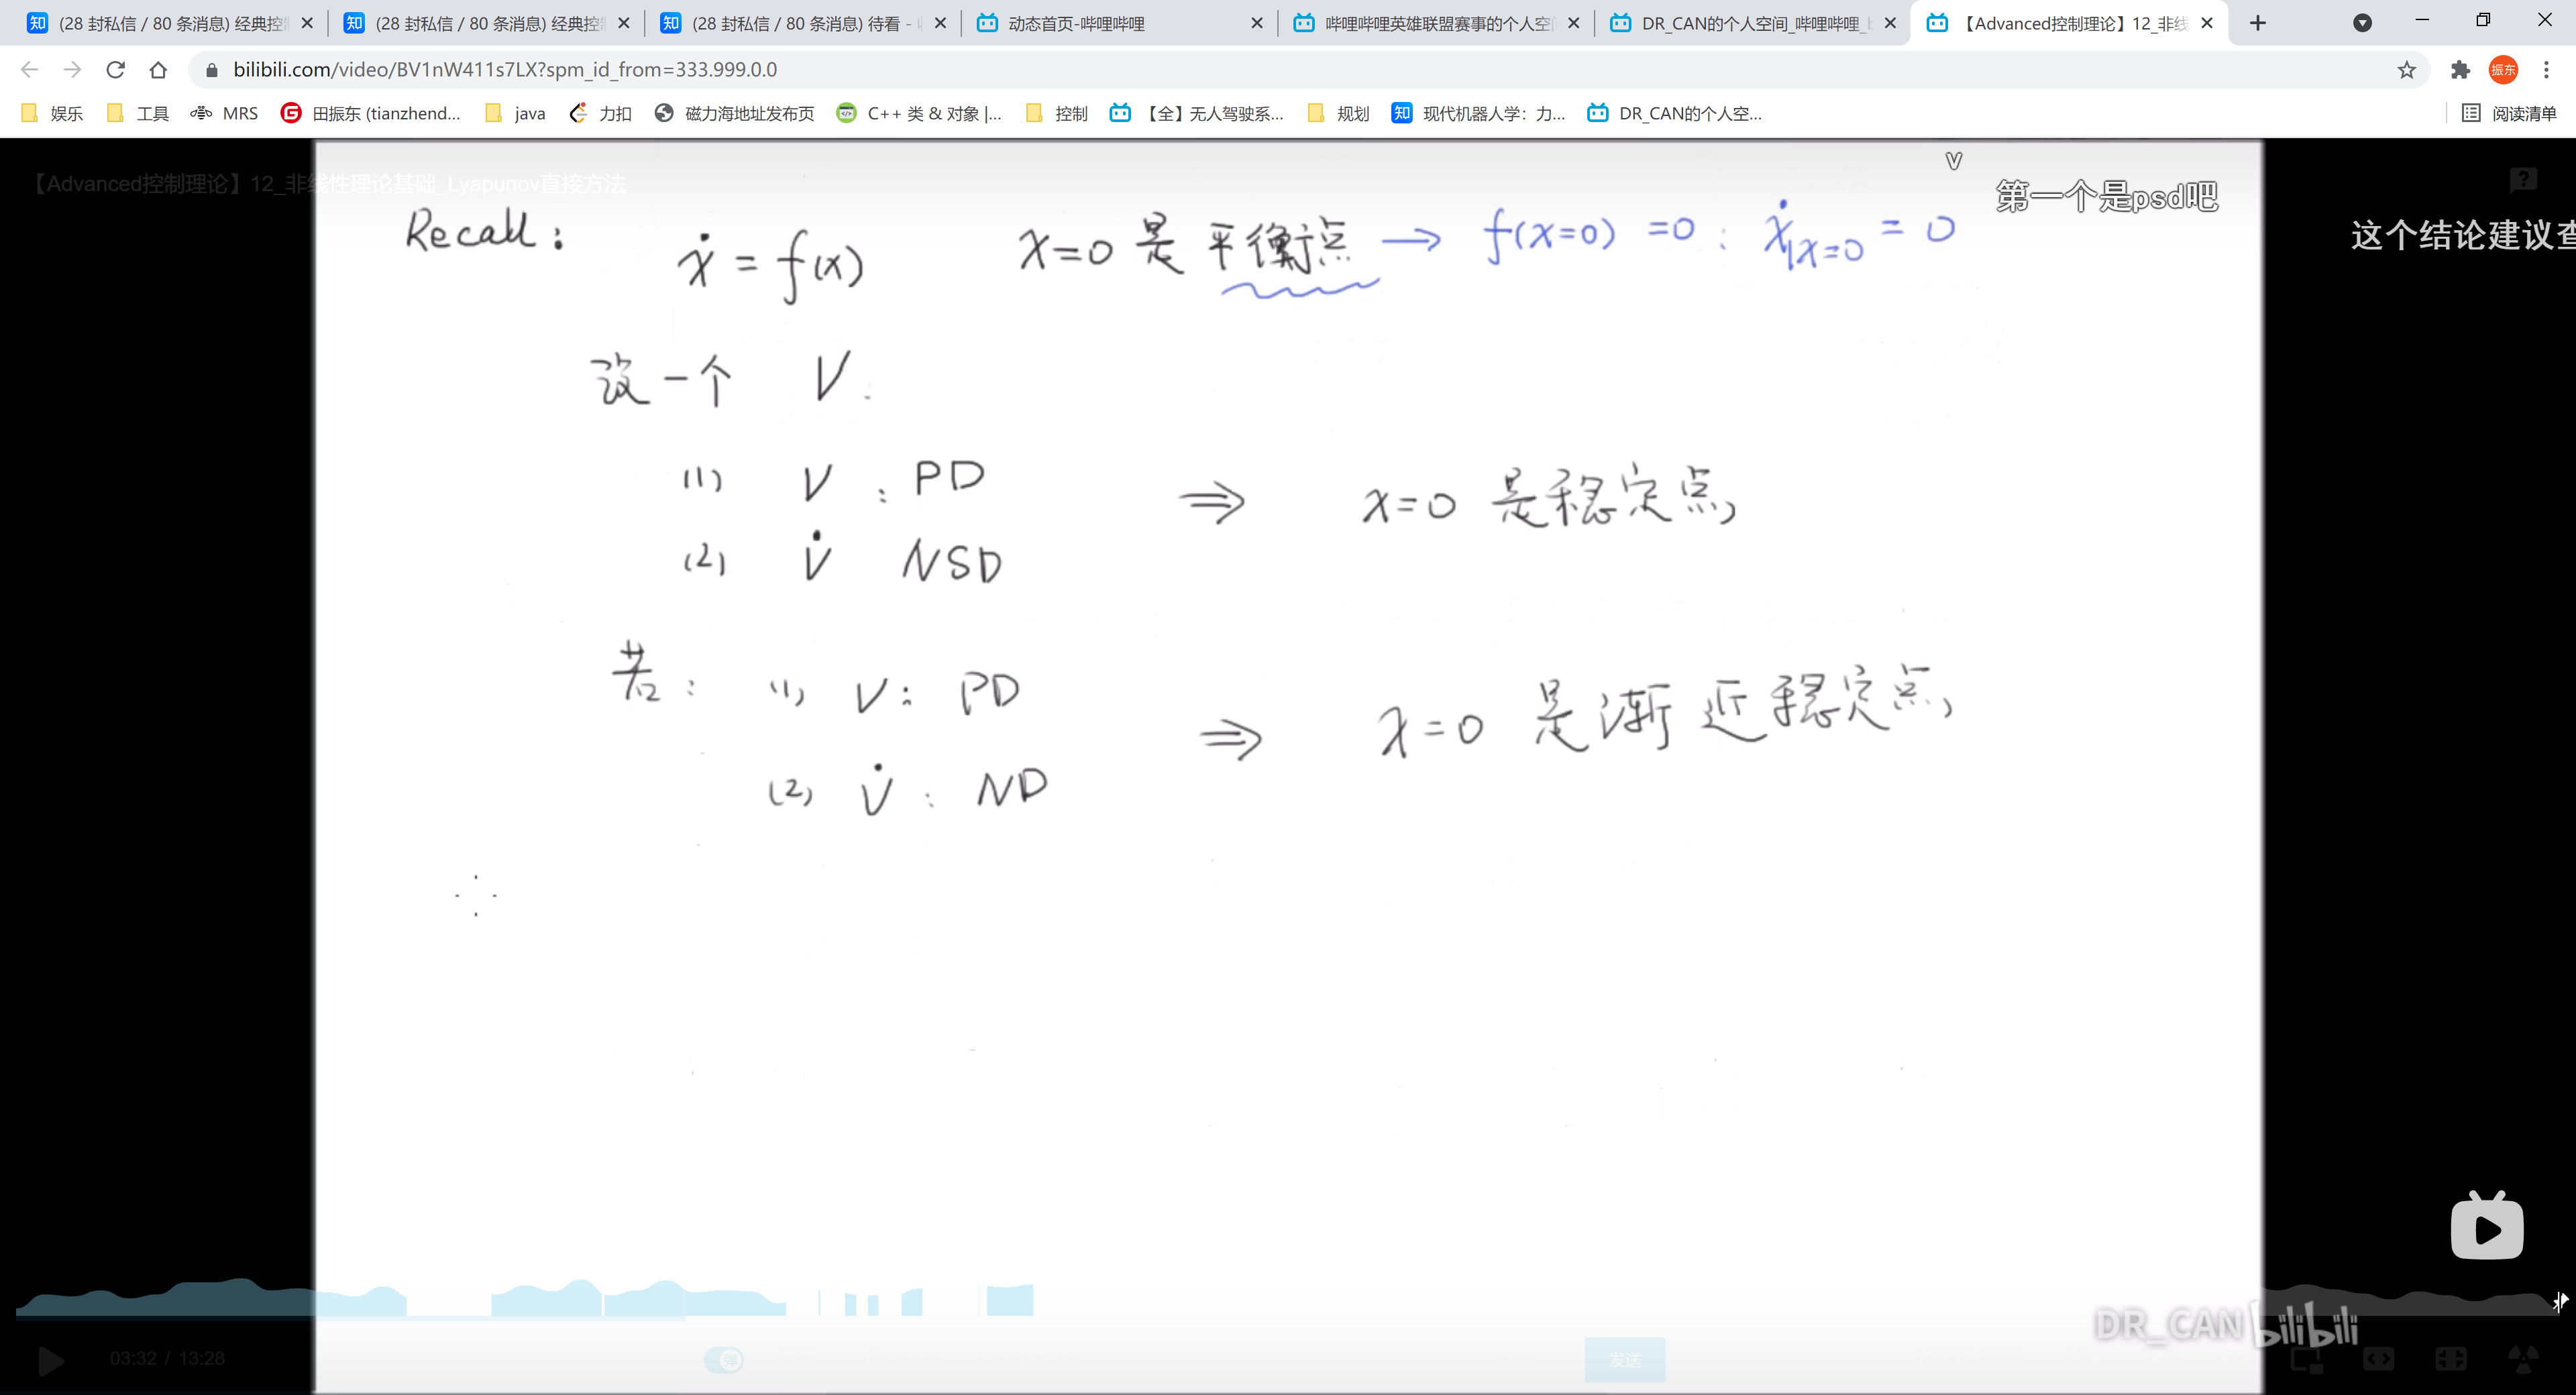 (28 封私信 / 80 条消息) 经典控制
(28 封私信 / 80 条消息) 经典控制
(28 封私信 / 80 条消息) 待看 -
动态首页-哔哩哔哩
哔哩哔哩英雄联盟赛事的个人空间
DR_CAN的个人空间_哔哩哔哩_b
【Advanced控制理论】12_非线
bilibili.com/video/BV1nW411s7LX?spm_id_from=333.999.0.0
振东
娱乐 工具 MRS 田振东 (tianzhend... java 力扣 磁力海地址发布页 C++ 类 & 对象 |... 控制 【全】无人驾驶系... 规划 知 现代机器人学：力... DR_CAN的个人空... 阅读清单
【Advanced控制理论】12_非线性理论基础_Lyapunov直接方法
v
第一个是psd吧
这个结论建议查
Recall: ẋ = f(x) x=0 是平衡点 → f(x=0) =0 : ẋ|x=0 = 0
设一个 V:
(1) V : PD ⇒ x=0 是稳定点
(2) V̇ NSD
若: (1) V: PD ⇒ x=0 是渐近稳定点
(2) V̇ : ND
DR_CAN bilibili
03:32 / 13:28
弹
发送